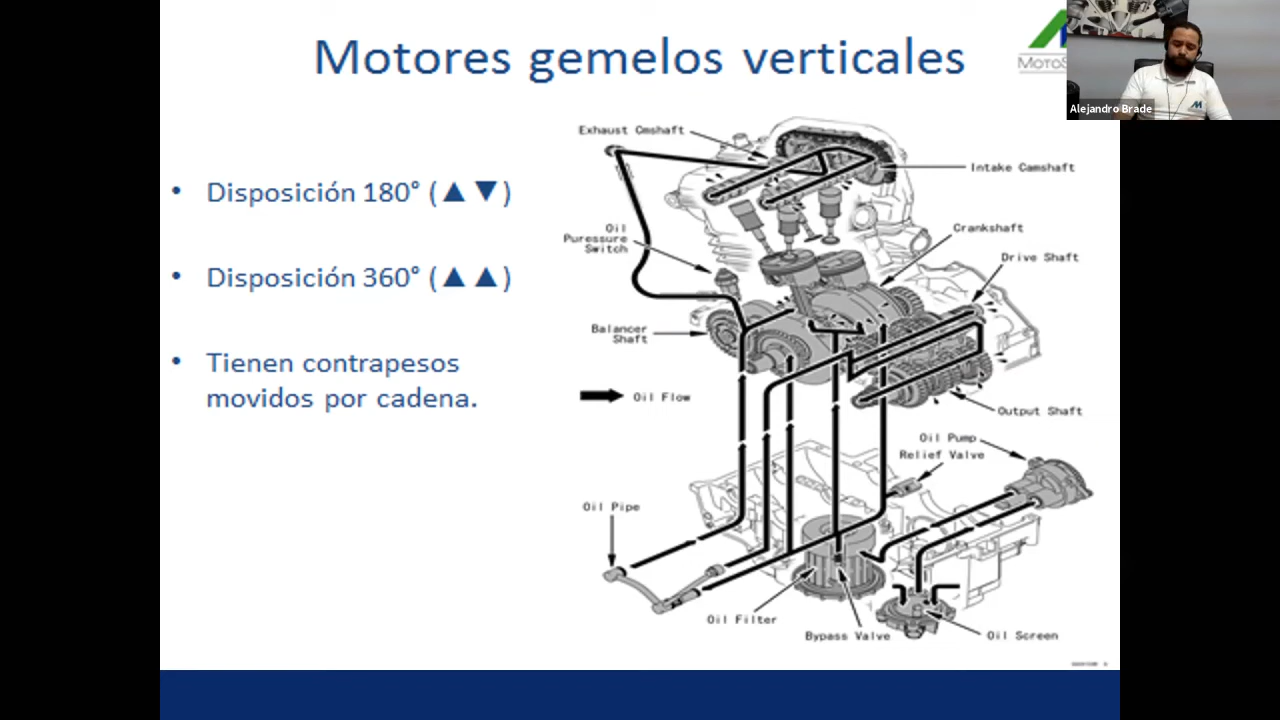 Motores gemelos verticales
MOTOS
Alejandro Brade
• Disposición 180° (▲▼)
• Disposición 360° (▲▲)
• Tienen contrapesos
movidos por cadena.
Exhaust Cmshaft
Intake Camshaft
Oil
Puressure
Switch
Crankshaft
Drive Shaft
Balancer
Shaft
Oil Flow
Output Shaft
Oil Pump
Relief Valve
Oil Pipe
Oil Filter
Bypass Valve
Oil Screen